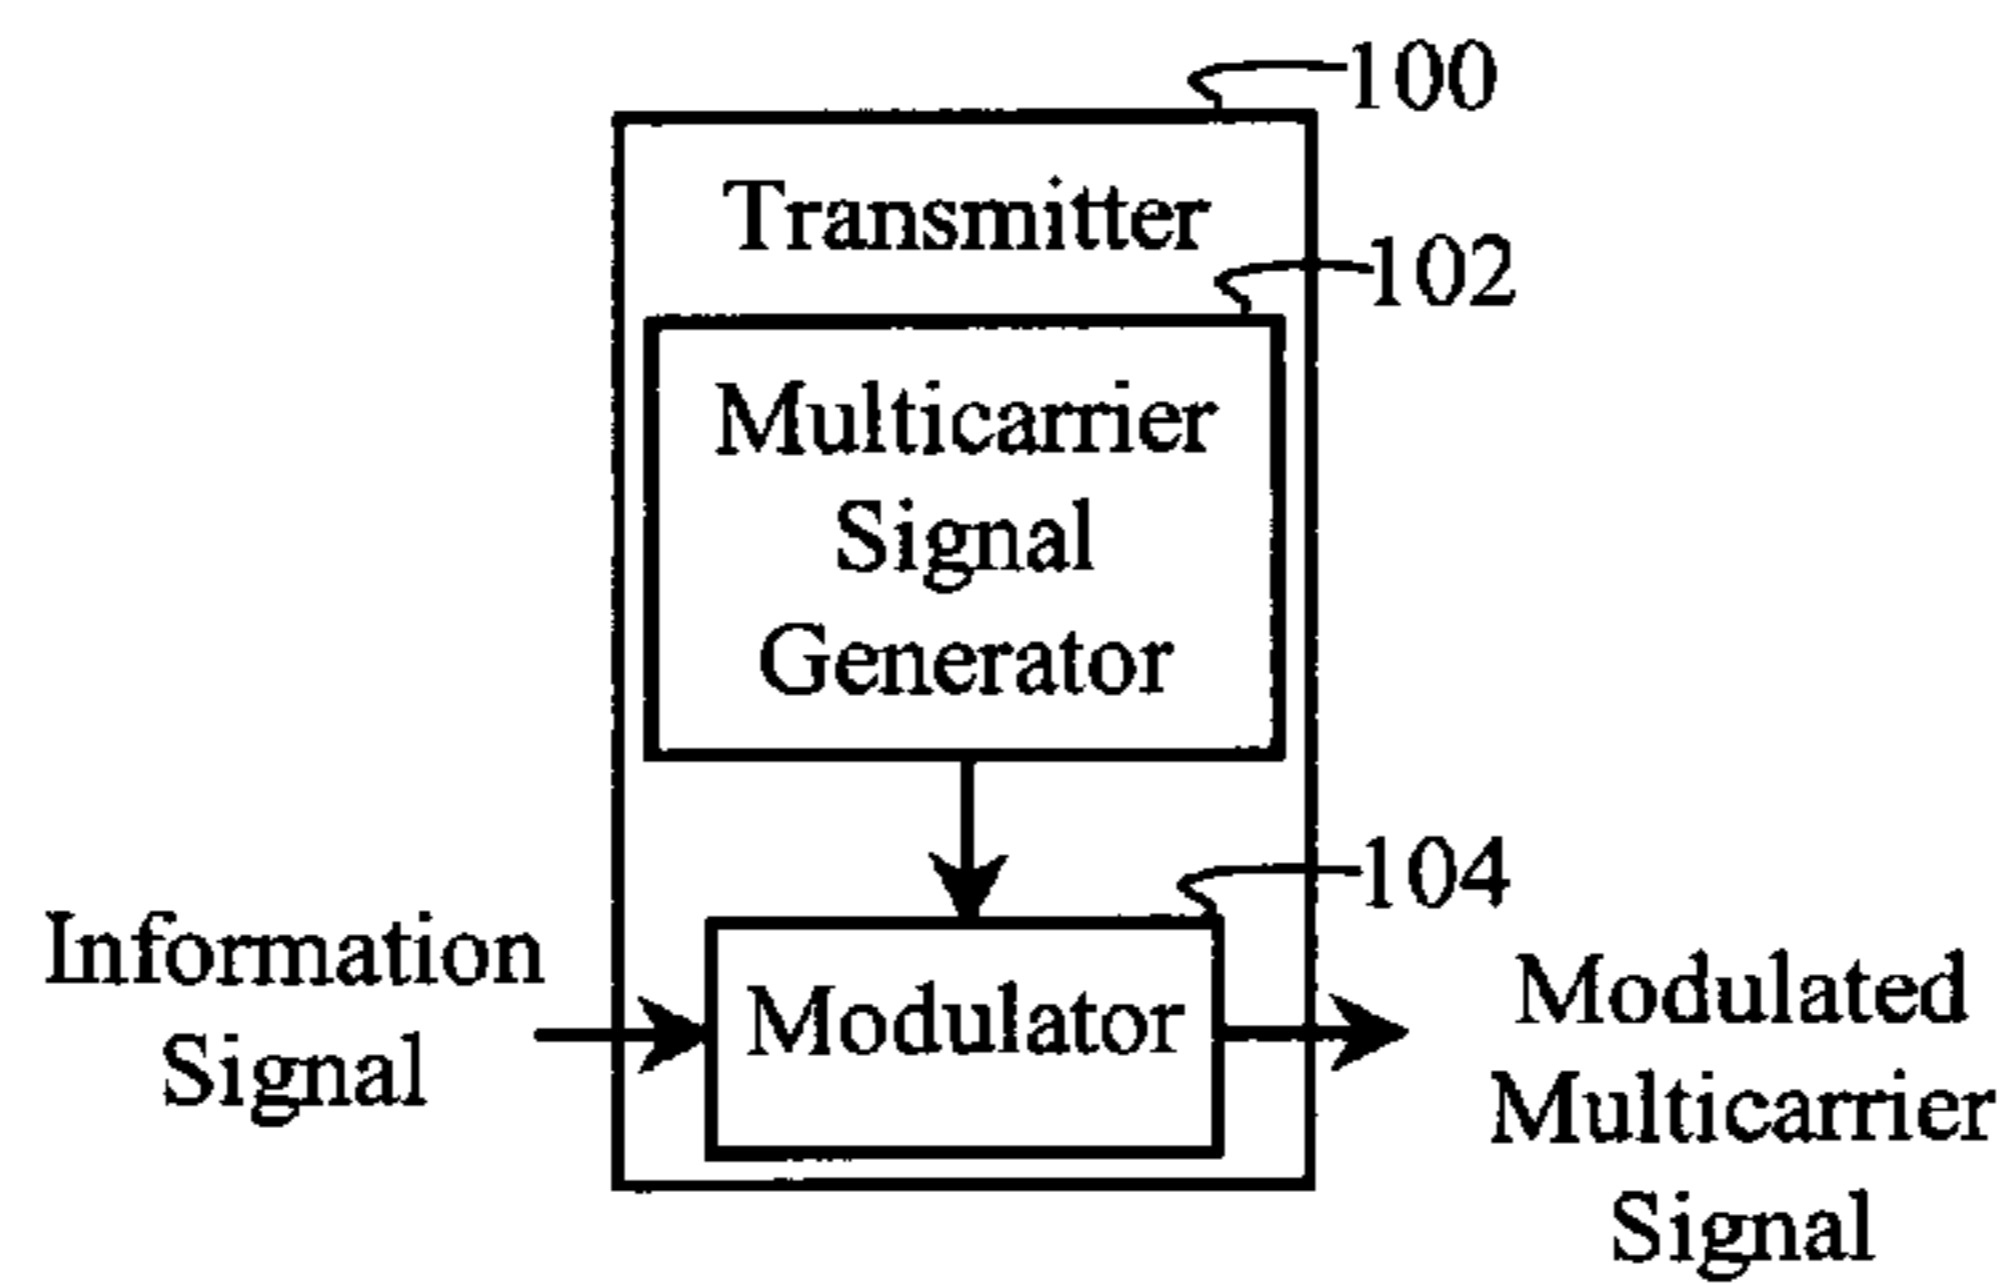 100
Transmitter
102
Multicarrier
Signal
Generator
104
Information
Signal
Modulator
Modulated
Multicarrier
Signal